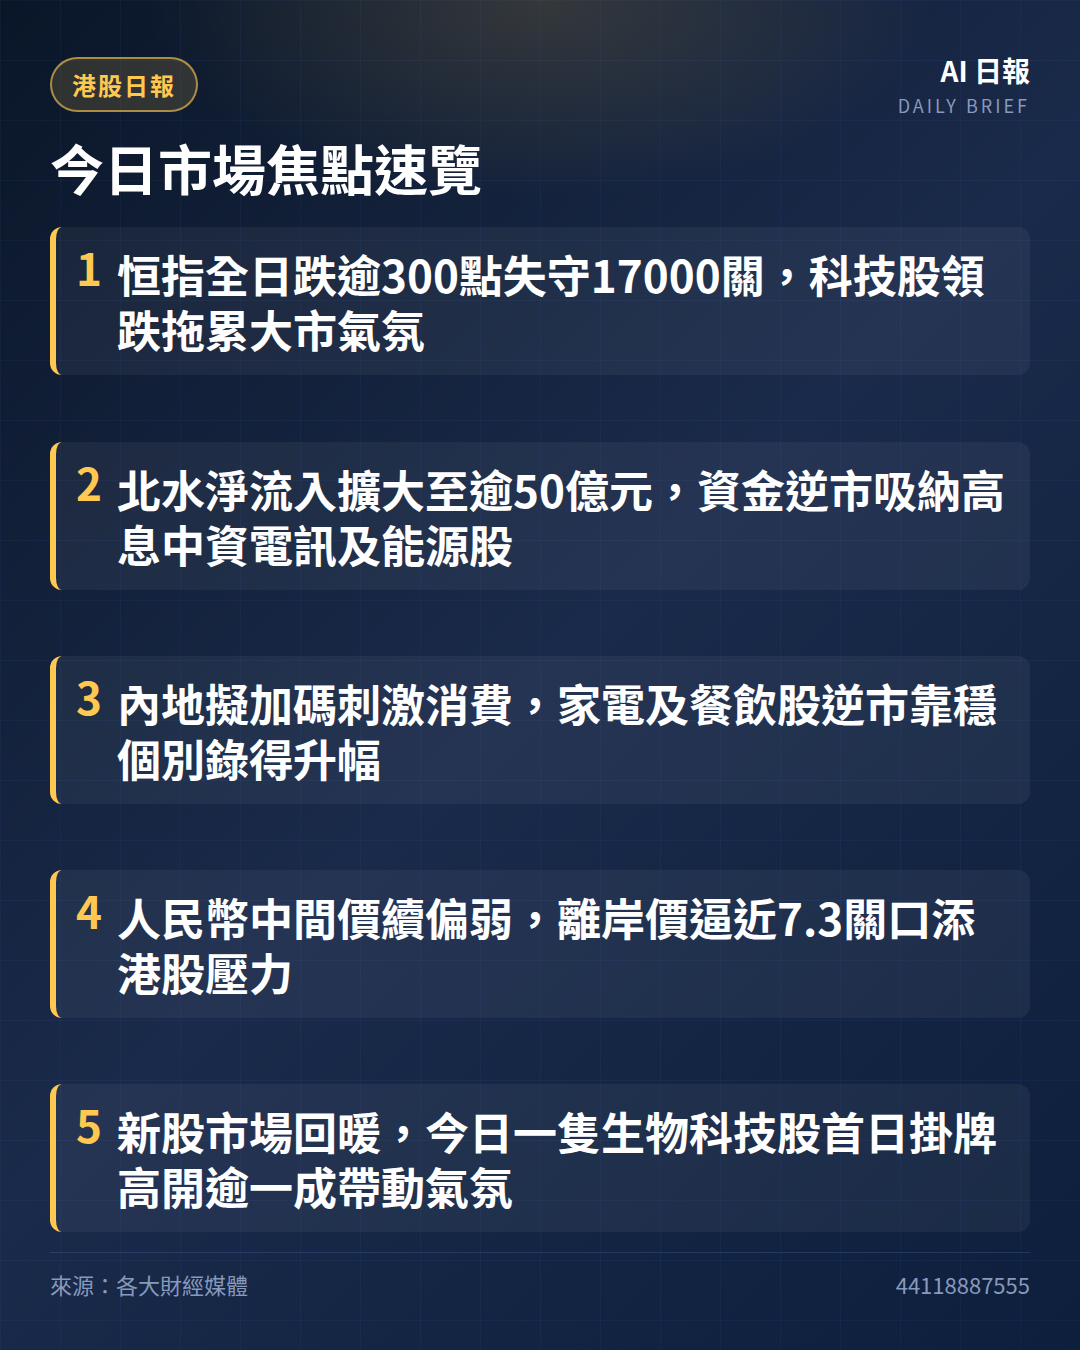 港股日報
AI 日報
DAILY BRIEF
今日市場焦點速覽
1 恒指全日跌逾300點失守17000關，科技股領
跌拖累大市氣氛
2 北水淨流入擴大至逾50億元，資金逆市吸納高
息中資電訊及能源股
3 內地擬加碼刺激消費，家電及餐飲股逆市靠穩
個別錄得升幅
4 人民幣中間價續偏弱，離岸價逼近7.3關口添
港股壓力
5 新股市場回暖，今日一隻生物科技股首日掛牌
高開逾一成帶動氣氛
來源：各大財經媒體
44118887555